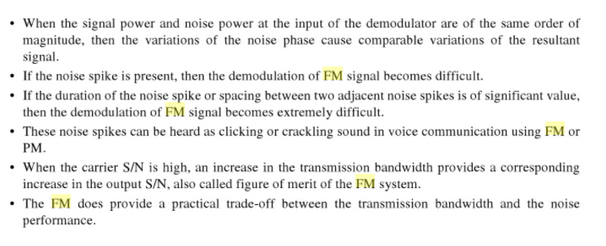 • When the signal power and noise power at the input of the demodulator are of the same order of
magnitude, then the variations of the noise phase cause comparable variations of the resultant
signal.
• If the noise spike is present, then the demodulation of FM signal becomes difficult.
• If the duration of the noise spike or spacing between two adjacent noise spikes is of significant value,
then the demodulation of FM signal becomes extremely difficult.
• These noise spikes can be heard as clicking or crackling sound in voice communication using FM or
PM.
• When the carrier S/N is high, an increase in the transmission bandwidth provides a corresponding
increase in the output S/N, also called figure of merit of the FM system.
• The FM does provide a practical trade-off between the transmission bandwidth and the noise
performance.